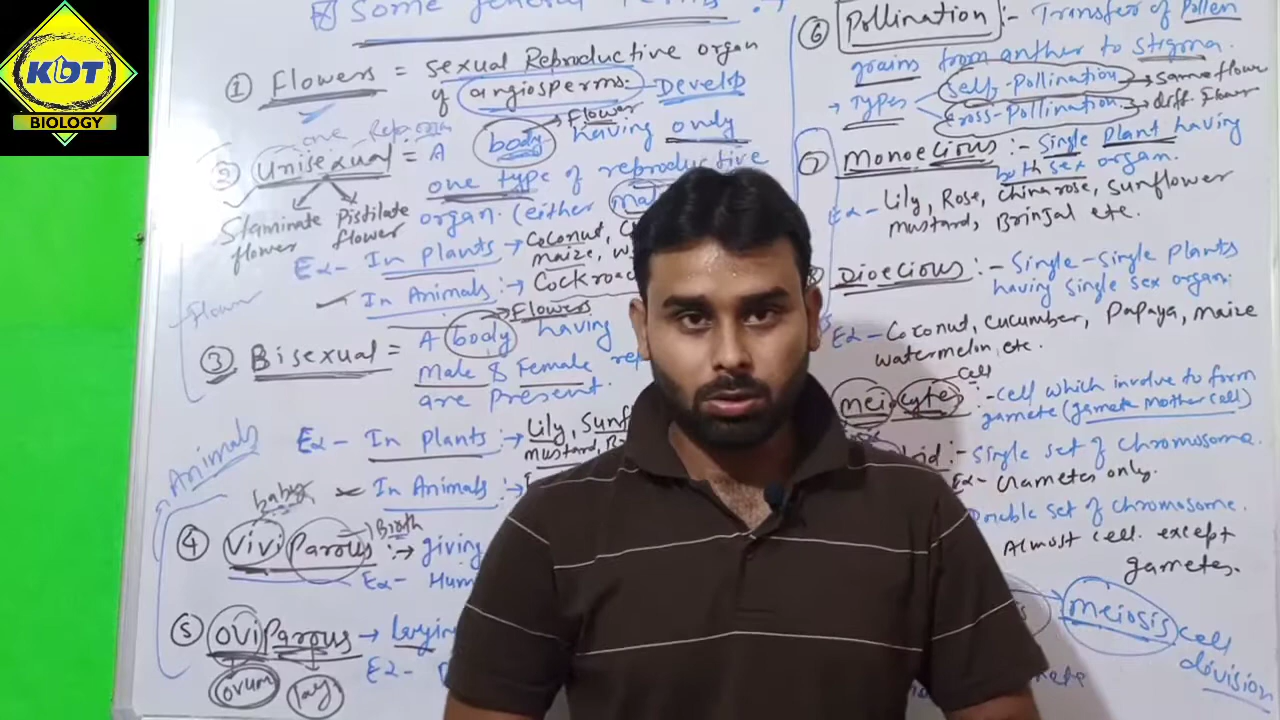 KDT
BIOLOGY
Some general Terms :-
① Flowers = Sexual Reproductive organ
of angiosperms. Develop
Flower
② Unisexual = A body having only
one type of reproductive
organ. (either
Staminate Pistilate
flower flower
Ex- In plants → Coconut,
maize,
In Animals :→
Flower
Flowers
③ Bisexual = A body having
Male & Female
are present.
Ex- In plants :→ Lily,
mustard,
In Animals :→
Animals
baby
Birth
④ Viviparous :→ giving
Ex-
⑤ Oviparous → laying
Ex-
ovum lay
⑥ Pollination :- Transfer of Pollen
grains from anther to stigma.
→ Types
Self-Pollination → same flower
Cross-Pollination. → diff. flower
⑦ Monoecious :- Single Plant having
both sex organ.
Ex- Lily, Rose, chinarose, sunflower
mustard, Brinjal etc.
⑧ Dioecious :- Single-Single plants
having single sex organ.
Ex- Coconut, cucumber, Papaya, maize
watermelon, etc.
cell
meiocytes :- cell which involve to form
gamete (gamete mother cell)
:- Single set of chromosome.
Ex- Gametes only.
Double set of chromosome.
Almost cell except
gametes.
meiosis cell
division